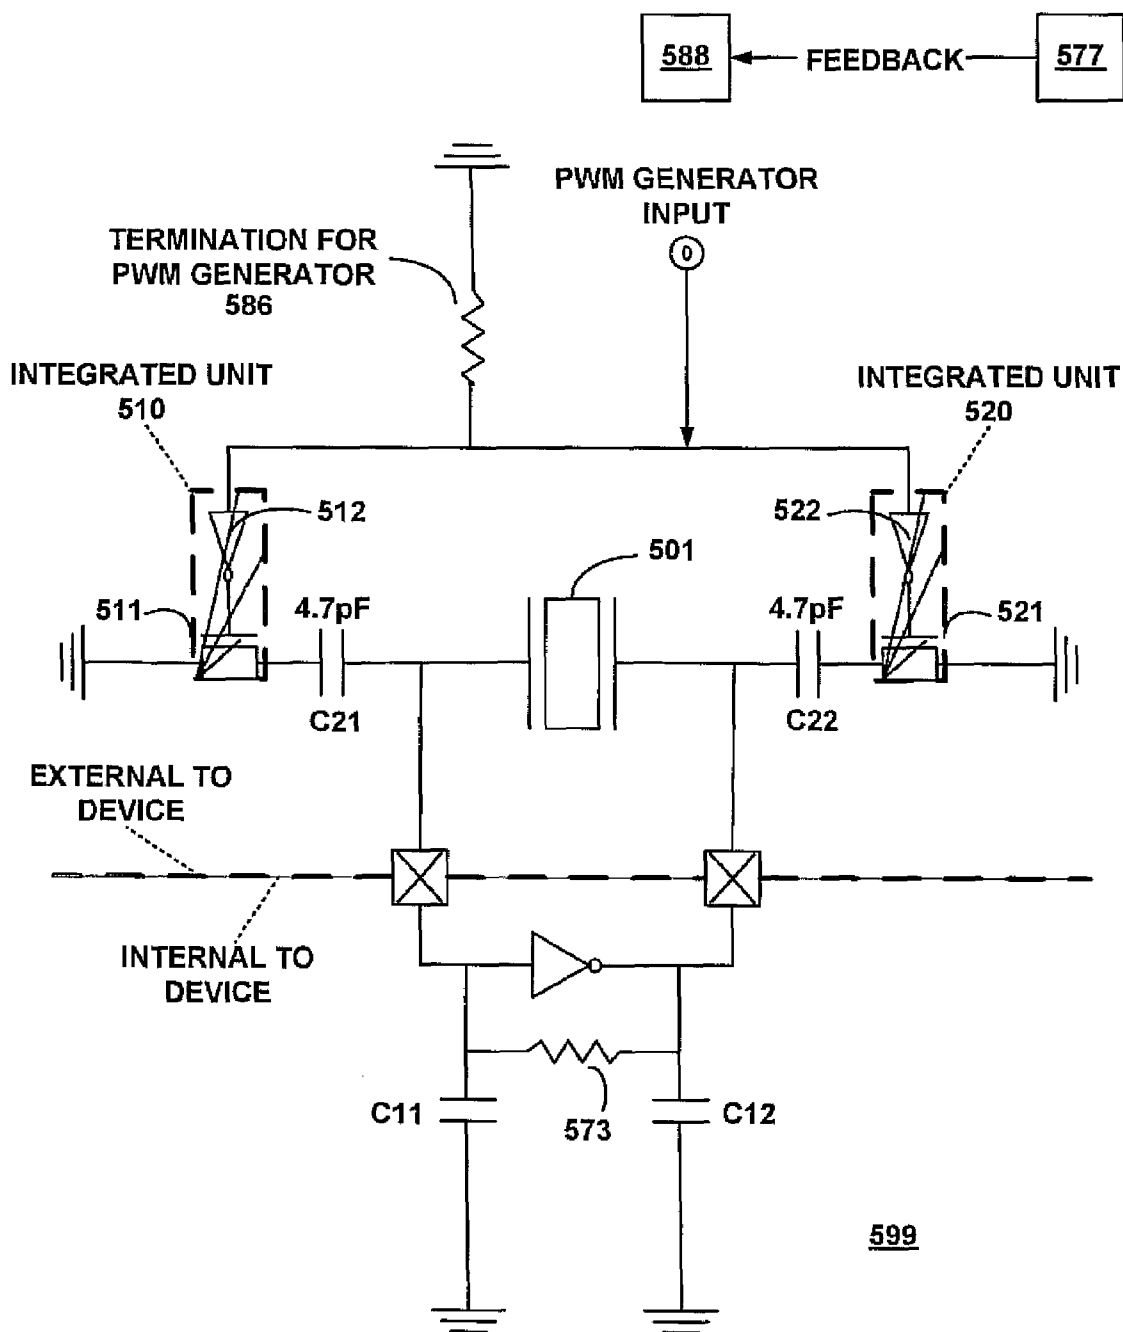 588
FEEDBACK
577
PWM GENERATOR
INPUT
0
TERMINATION FOR
PWM GENERATOR
586
INTEGRATED UNIT
510
INTEGRATED UNIT
520
512
522
501
511
4.7pF
4.7pF
521
C21
C22
EXTERNAL TO
DEVICE
INTERNAL TO
DEVICE
C11
573
C12
599